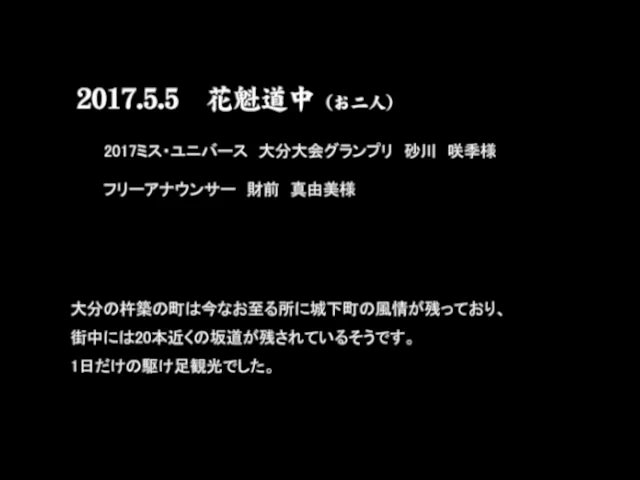 2017.5.5　花魁道中（お二人）
2017ミス・ユニバース　大分大会グランプリ　砂川　咲季様
フリーアナウンサー　財前　真由美様
大分の杵築の町は今なお至る所に城下町の風情が残っており、
街中には20本近くの坂道が残されているそうです。
1日だけの駆け足観光でした。